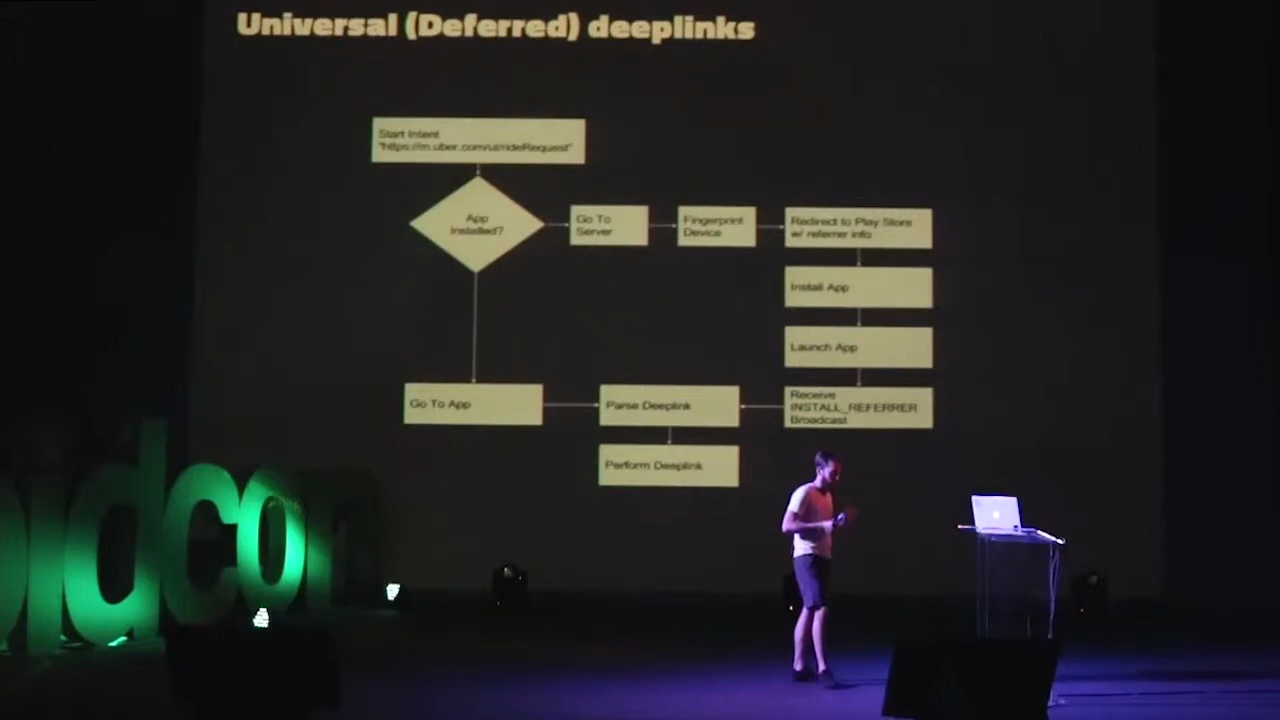 Universal (Deferred) deeplinks
Start Intent
"https://m.uber.com/ul/rideRequest"
App
Installed?
Go To
Server
Fingerprint
Device
Redirect to Play Store
w/ referrer info
Install App
Launch App
Receive
INSTALL_REFERRER
Broadcast
Go To App
Parse Deeplink
Perform Deeplink
oidcon